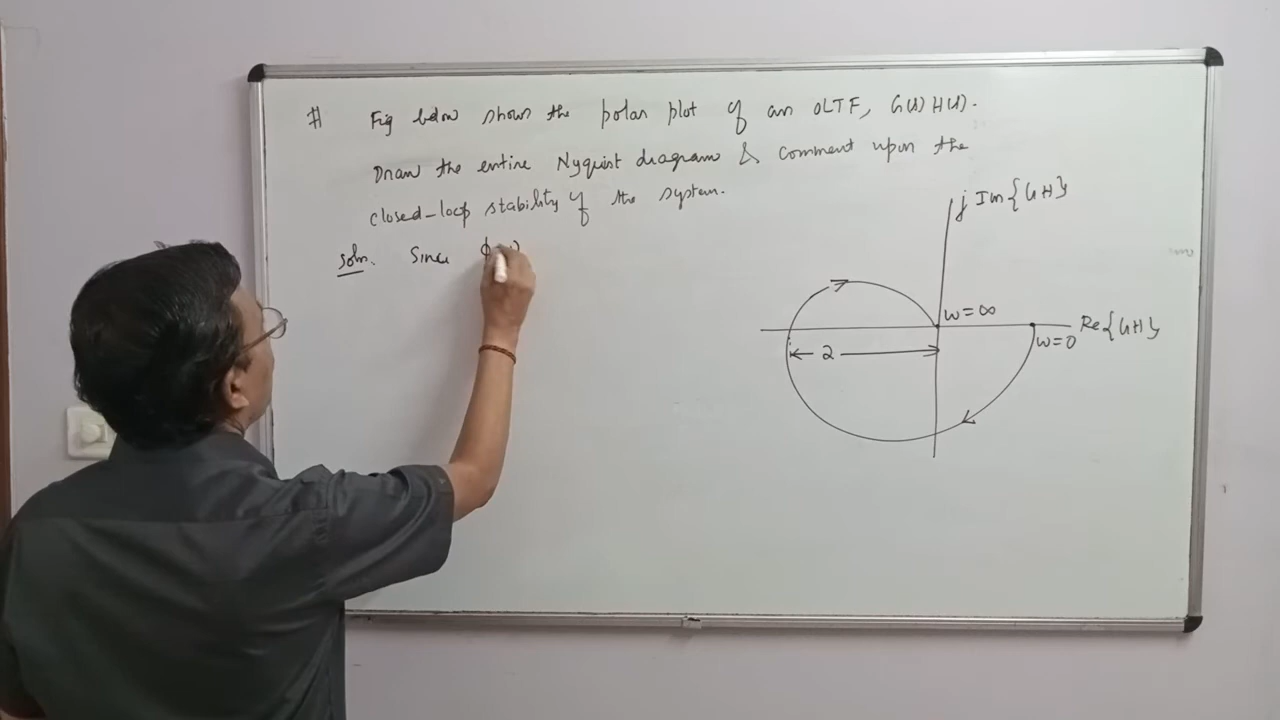 # Fig below shows the polar plot of an OLTF, G(s)H(s).
Draw the entire Nyquist diagram & comment upon the
closed-loop stability of the system.
Soln. Since
j Im{GH}
w=∞
Re{GH}
w=0
2